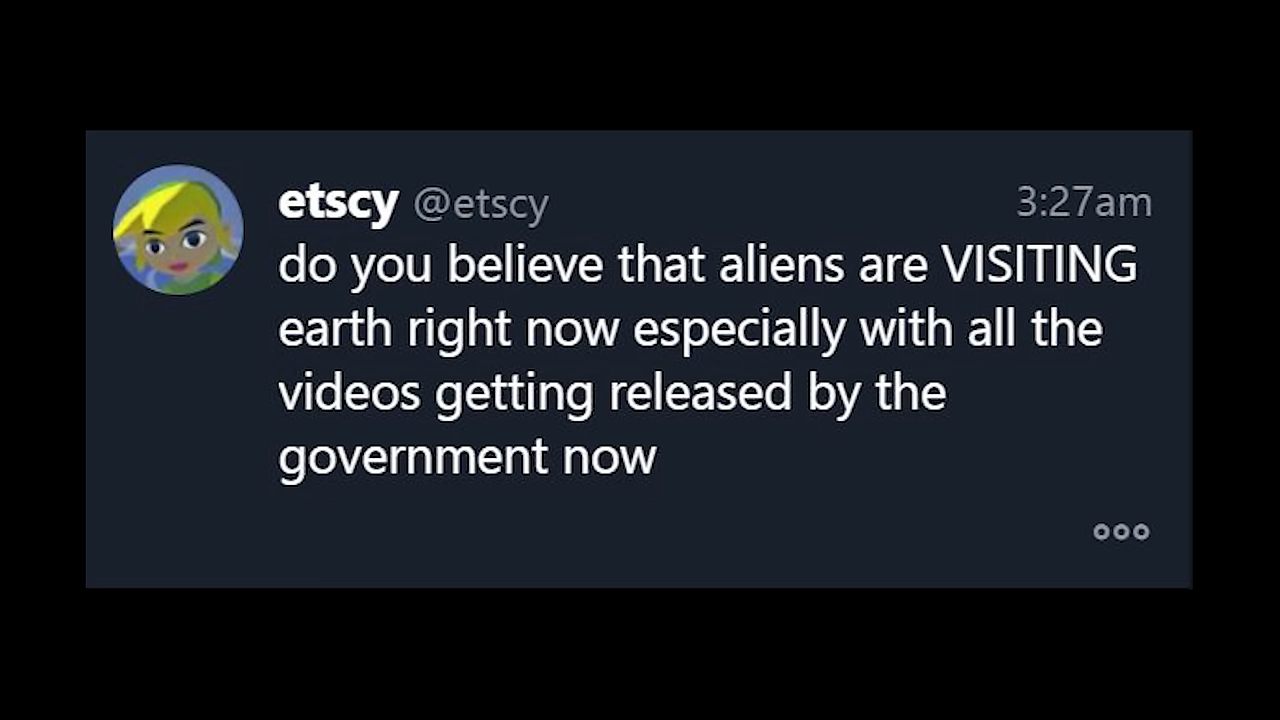 etscy @etscy 3:27am
do you believe that aliens are VISITING
earth right now especially with all the
videos getting released by the
government now